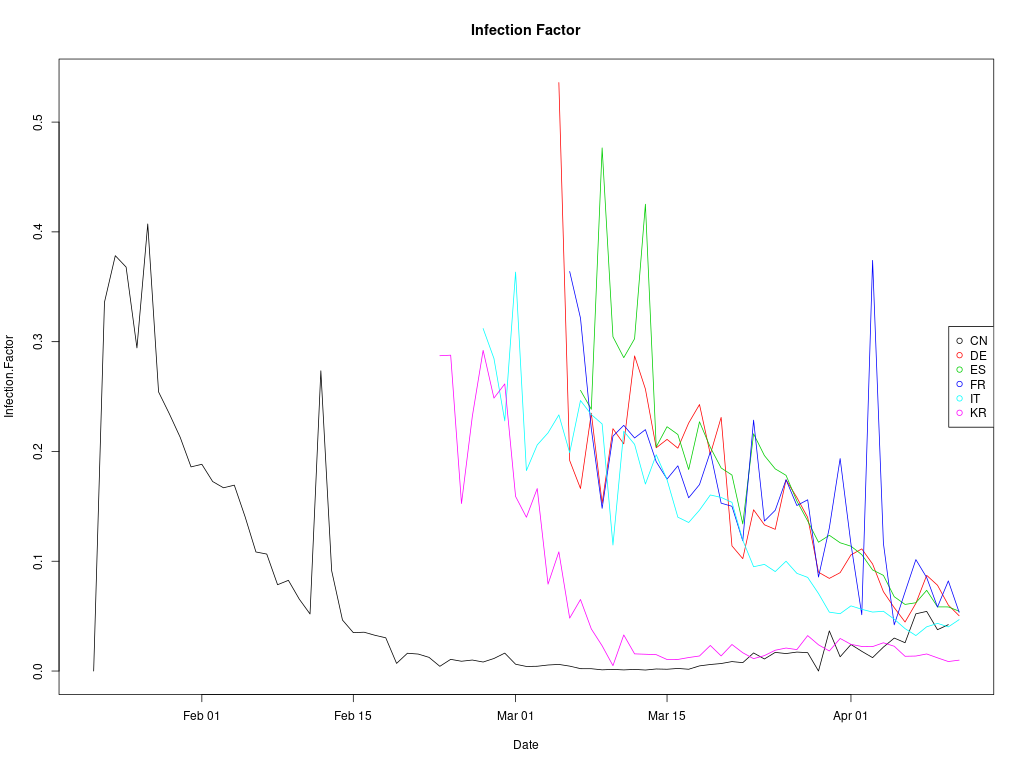 Infection Factor
Infection.Factor
0.5
0.4
0.3
0.2
0.1
0.0
CN
DE
ES
FR
IT
KR
Feb 01
Feb 15
Mar 01
Mar 15
Apr 01
Date